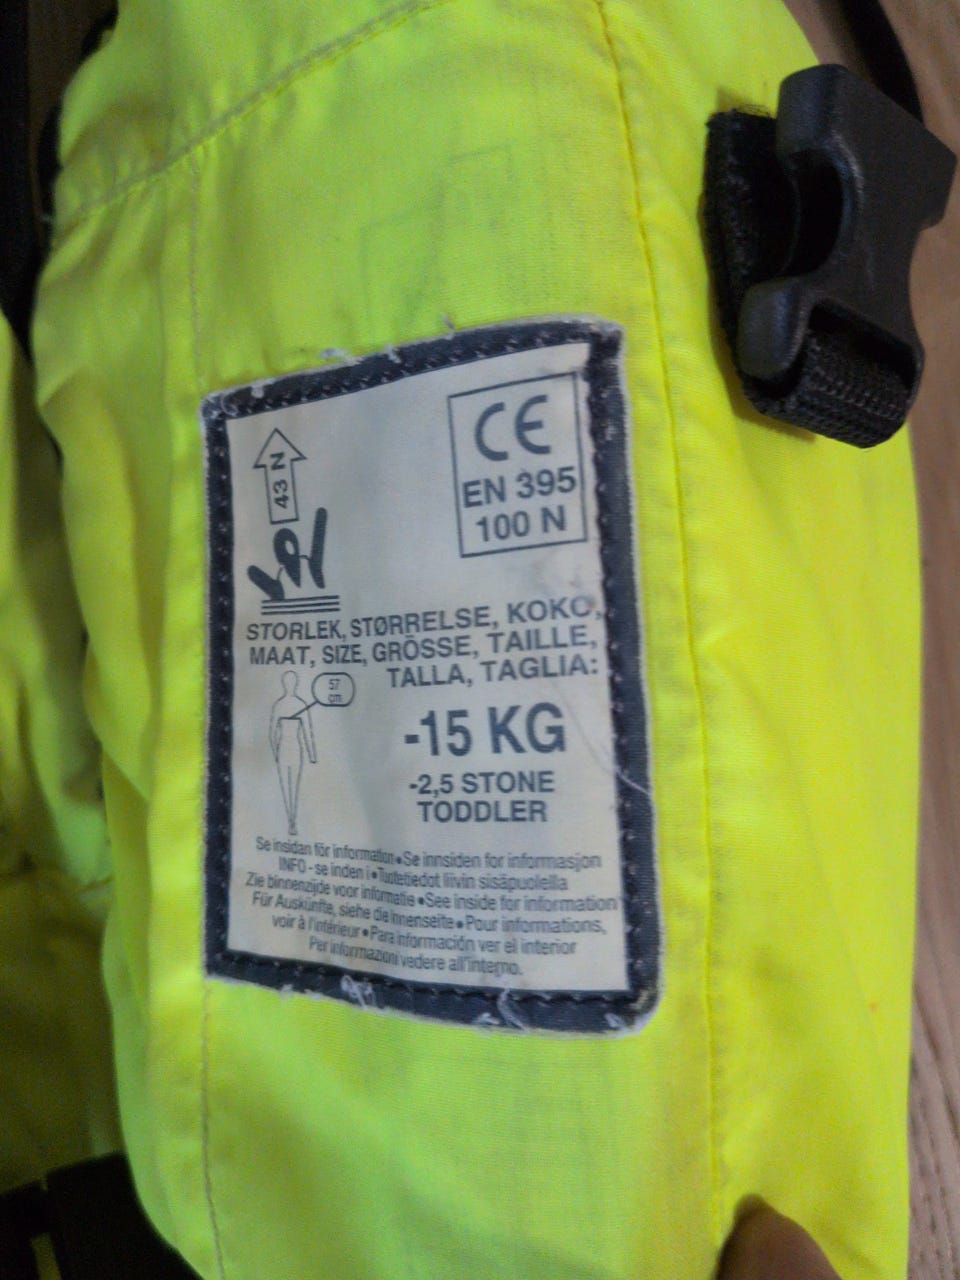 CE
EN 395
100 N
43 N
STORLEK, STØRRELSE, KOKO,
MAAT, SIZE, GRÖSSE, TAILLE,
TALLA, TAGLIA:
57
cm
-15 KG
-2,5 STONE
TODDLER
Se insidan för information • Se innsiden for informasjon
INFO - se inden i • Tuotetiedot liivin sisäpuolella
Zie binnenzijde voor informatie • See inside for information
Für Auskünfte, siehe die Innenseite • Pour informations,
voir à l'intérieur • Para información ver el interior
Per informazioni vedere all'interno.